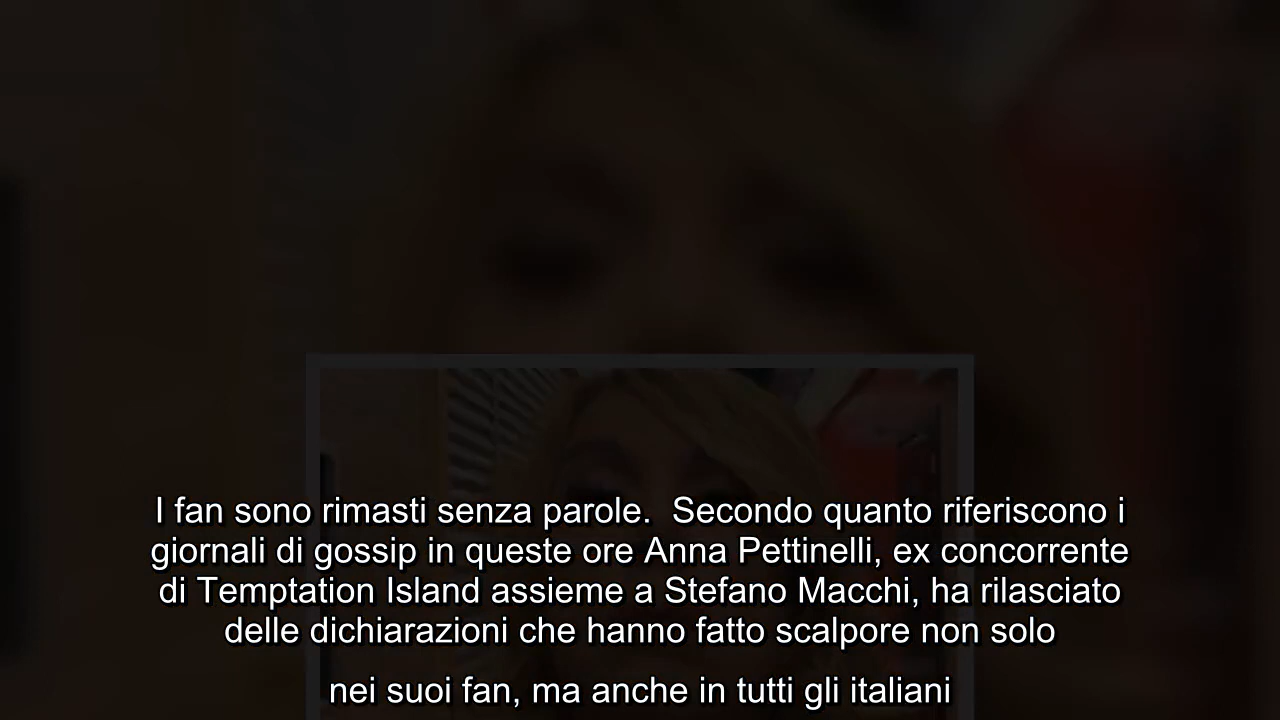 I fan sono rimasti senza parole.  Secondo quanto riferiscono i
giornali di gossip in queste ore Anna Pettinelli, ex concorrente
di Temptation Island assieme a Stefano Macchi, ha rilasciato
delle dichiarazioni che hanno fatto scalpore non solo
nei suoi fan, ma anche in tutti gli italiani